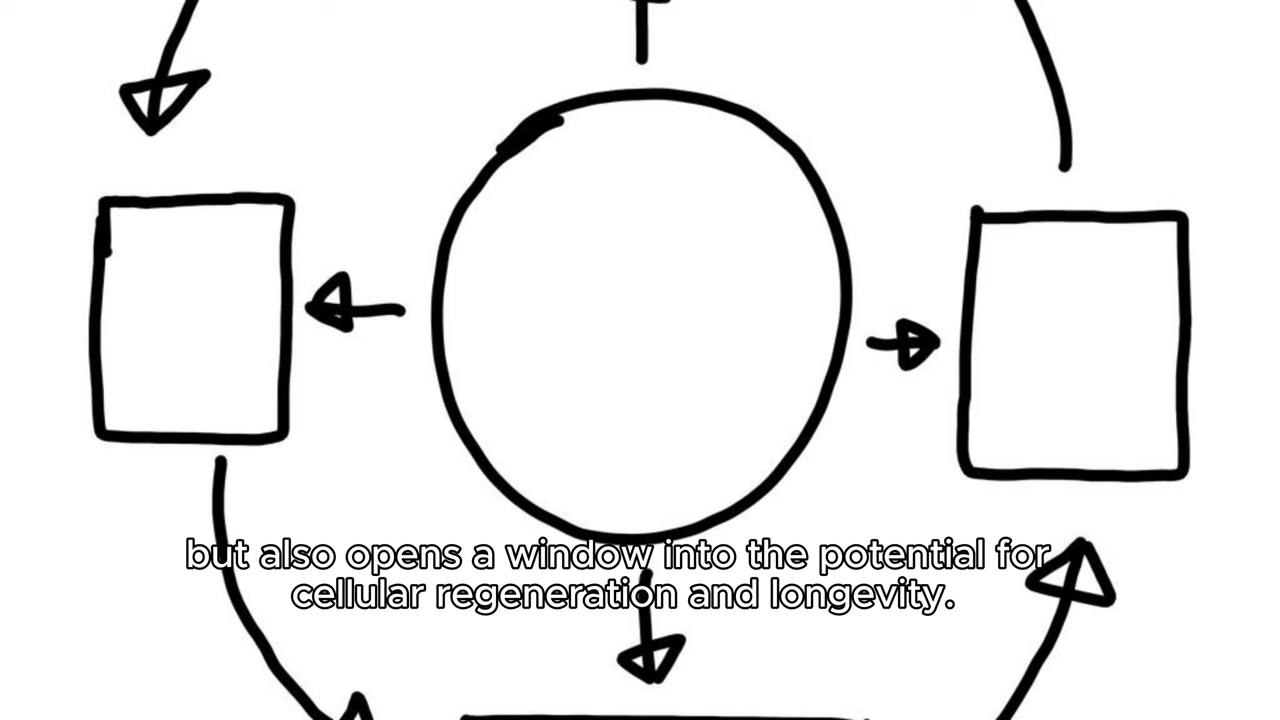 but also opens a window into the potential for
cellular regeneration and longevity.